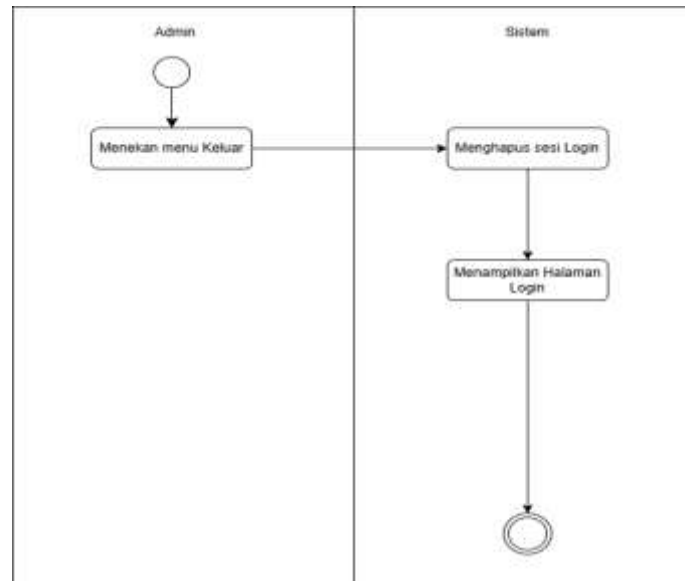 Admin
Sistem
Menekan menu Keluar
Menghapus sesi Login
Menampilkan Halaman
Login